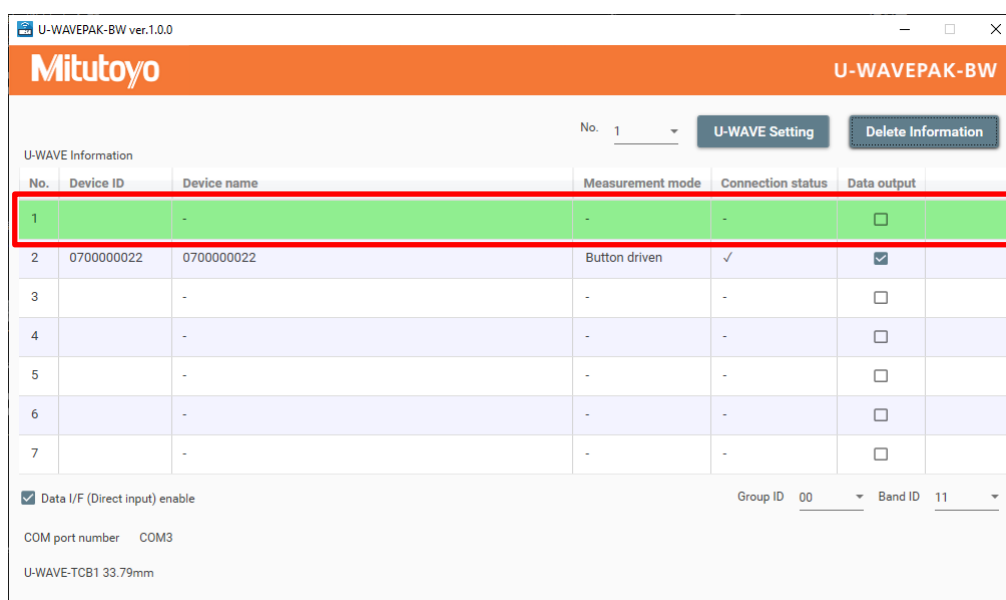 U-WAVEPAK-BW ver.1.0.0
Mitutoyo U-WAVEPAK-BW
No. 1 U-WAVE Setting Delete Information
U-WAVE Information
No. Device ID Device name Measurement mode Connection status Data output
1 - - -
2 0700000022 0700000022 Button driven ✓
3 - - -
4 - - -
5 - - -
6 - - -
7 - - -
Data I/F (Direct input) enable Group ID 00 Band ID 11
COM port number COM3
U-WAVE-TCB1 33.79mm